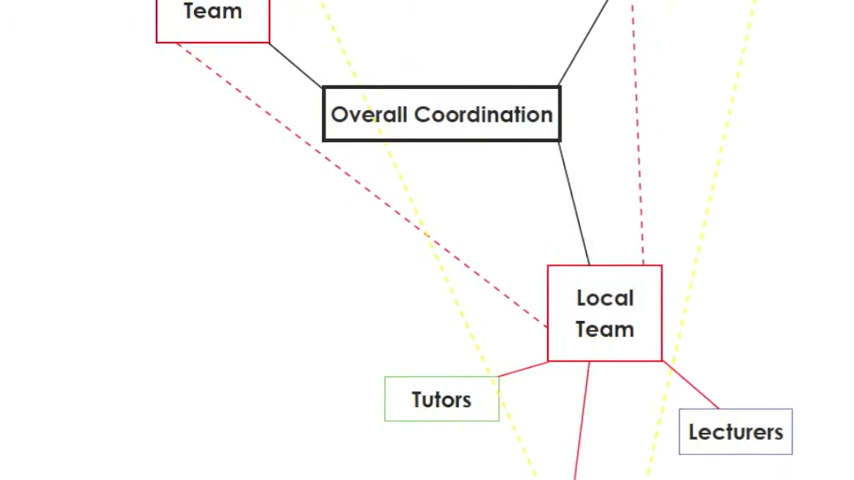 Team
Overall Coordination
Local
Team
Tutors
Lecturers